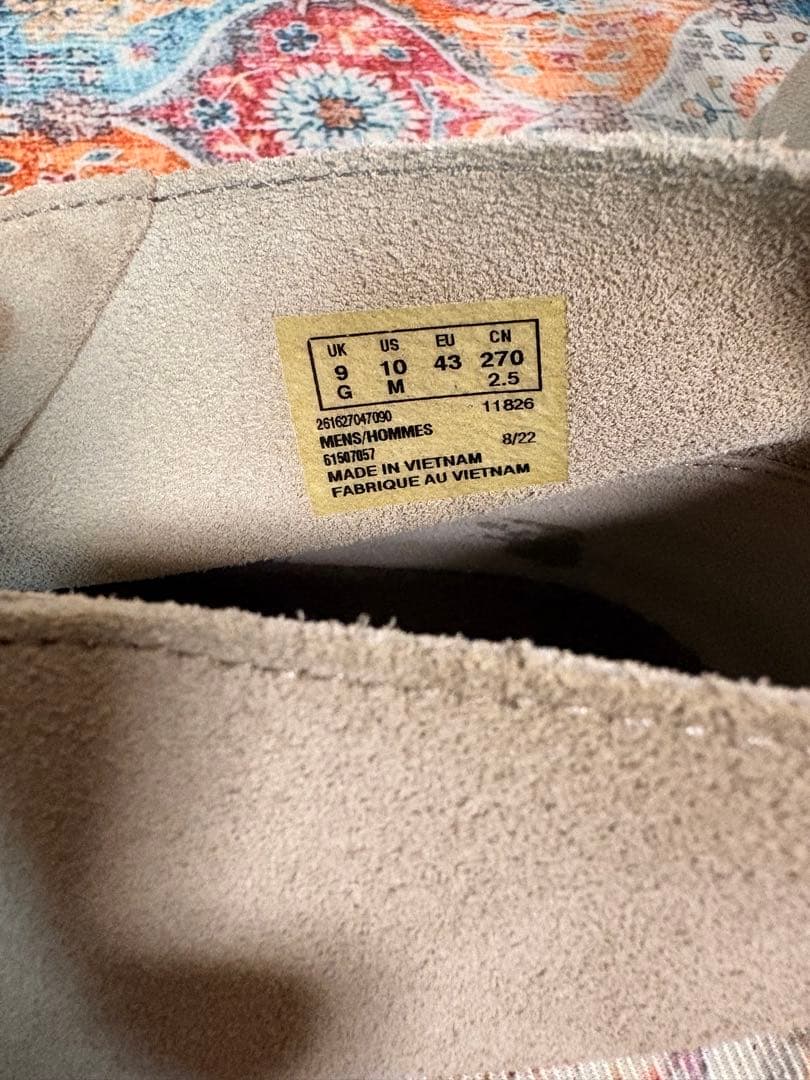 UK US EU CN
9 10 43 270
G M 2.5
261627047090 11826
MENS/HOMMES
61507057 8/22
MADE IN VIETNAM
FABRIQUE AU VIETNAM